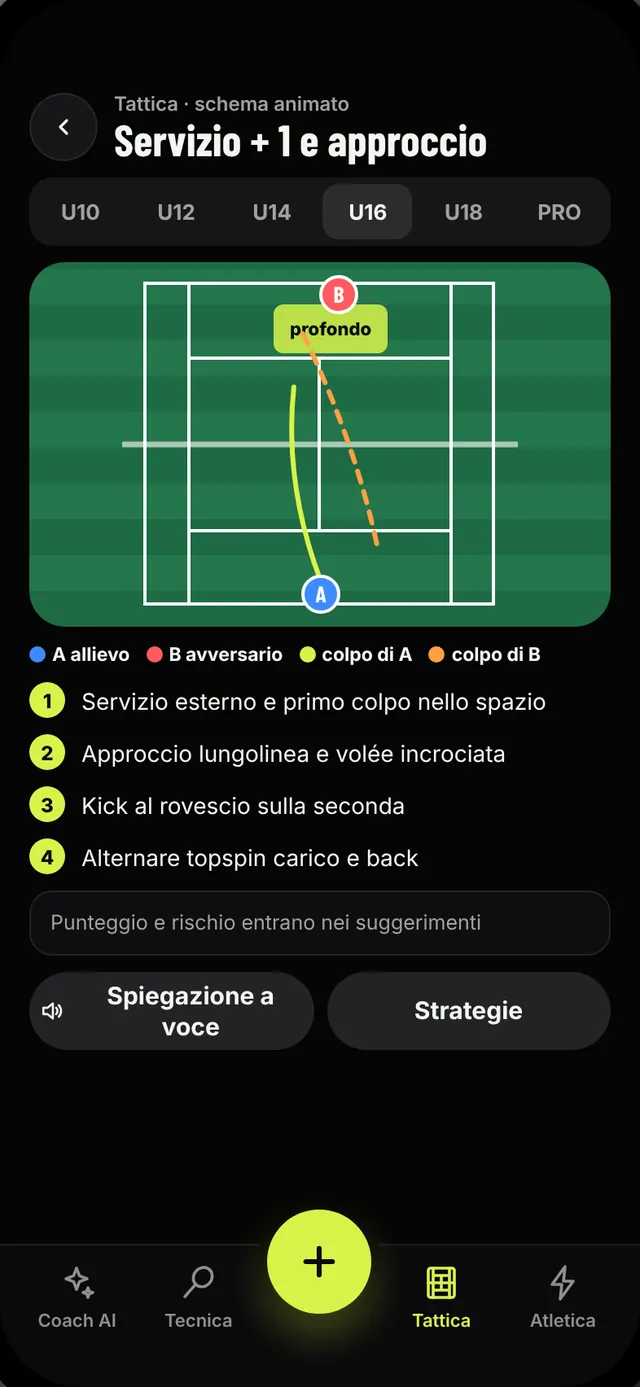 Tattica · schema animato
Servizio + 1 e approccio
U10 U12 U14 U16 U18 PRO
B
profondo
A
A allievo B avversario colpo di A colpo di B
1 Servizio esterno e primo colpo nello spazio
2 Approccio lungolinea e volée incrociata
3 Kick al rovescio sulla seconda
4 Alternare topspin carico e back
Punteggio e rischio entrano nei suggerimenti
Spiegazione a
voce
Strategie
Coach AI Tecnica Tattica Atletica